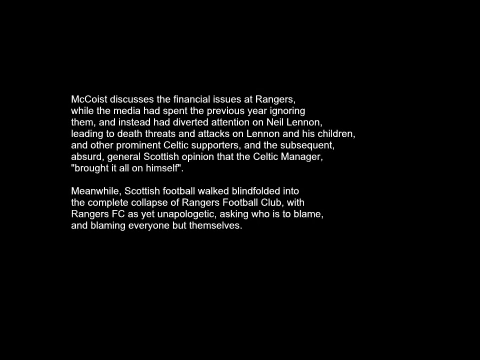 McCoist discusses the financial issues at Rangers,
while the media had spent the previous year ignoring
them, and instead had diverted attention on Neil Lennon,
leading to death threats and attacks on Lennon and his children,
and other prominent Celtic supporters, and the subsequent,
absurd, general Scottish opinion that the Celtic Manager,
"brought it all on himself".
Meanwhile, Scottish football walked blindfolded into
the complete collapse of Rangers Football Club, with
Rangers FC as yet unapologetic, asking who is to blame,
and blaming everyone but themselves.